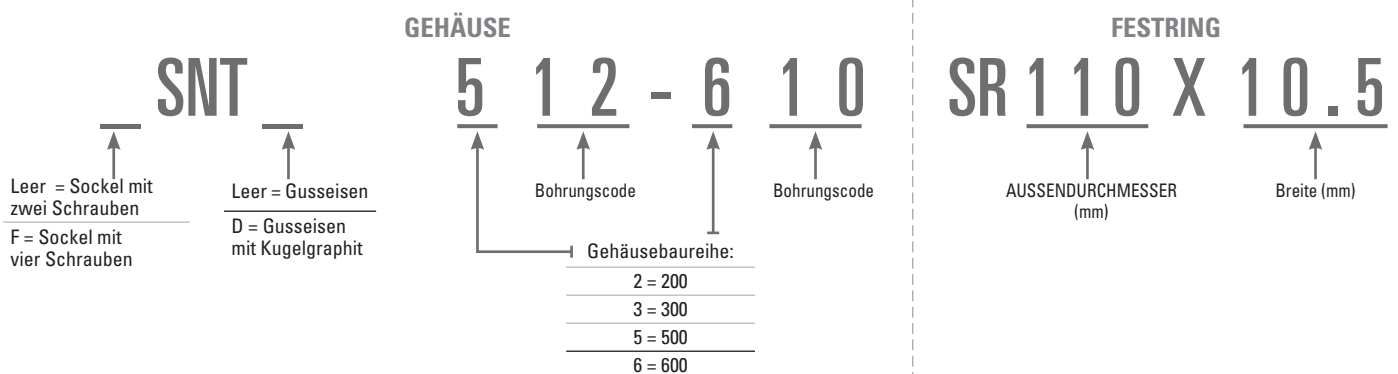 GEHÄUSE
FESTRING
SNT 5 1 2 - 6 1 0
SR 1 1 0 X 1 0 . 5
Leer = Sockel mit
zwei Schrauben
F = Sockel mit
vier Schrauben
Leer = Gusseisen
D = Gusseisen
mit Kugelgraphit
Bohrungscode
Bohrungscode
Gehäusebaureihe:
2 = 200
3 = 300
5 = 500
6 = 600
AUSSENDURCHMESSER
(mm)
Breite (mm)